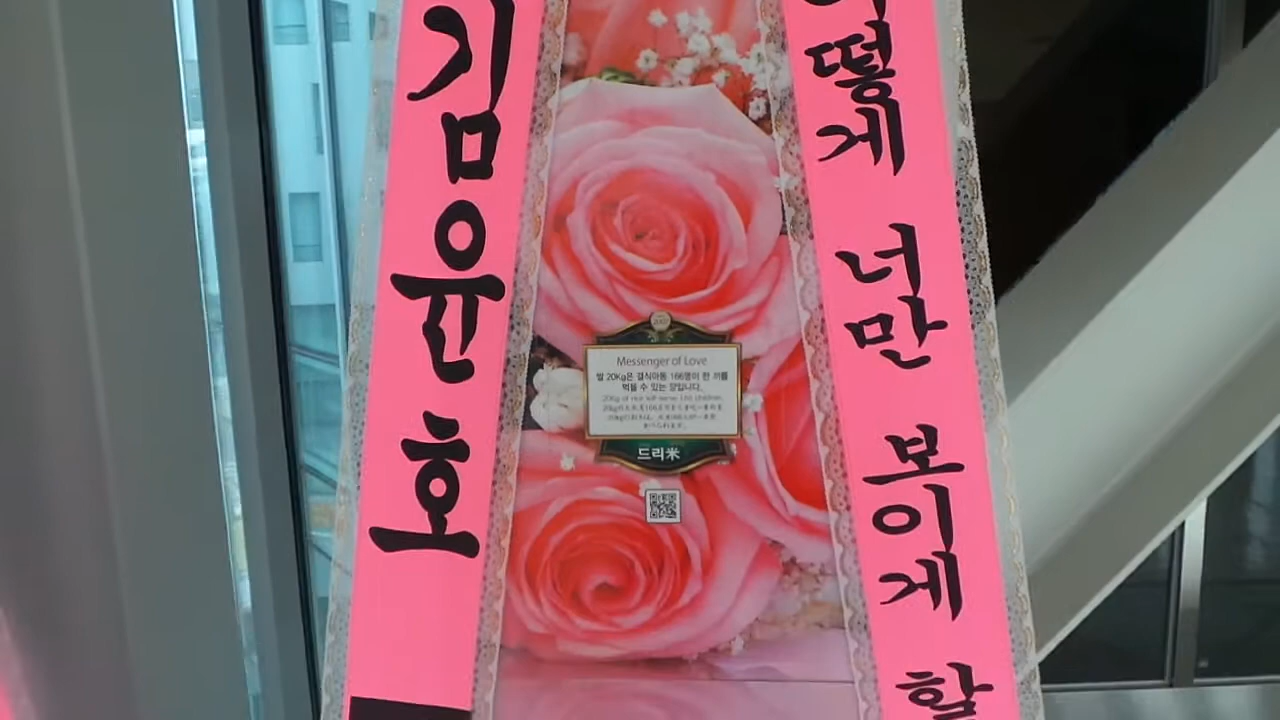 김윤호
어떻게 너만 보이게 할
Messenger of Love
쌀 20Kg은 결식아동 166명이 한 끼를
먹을 수 있는 양입니다.
20Kg of rice will serve 166 children.
드리米